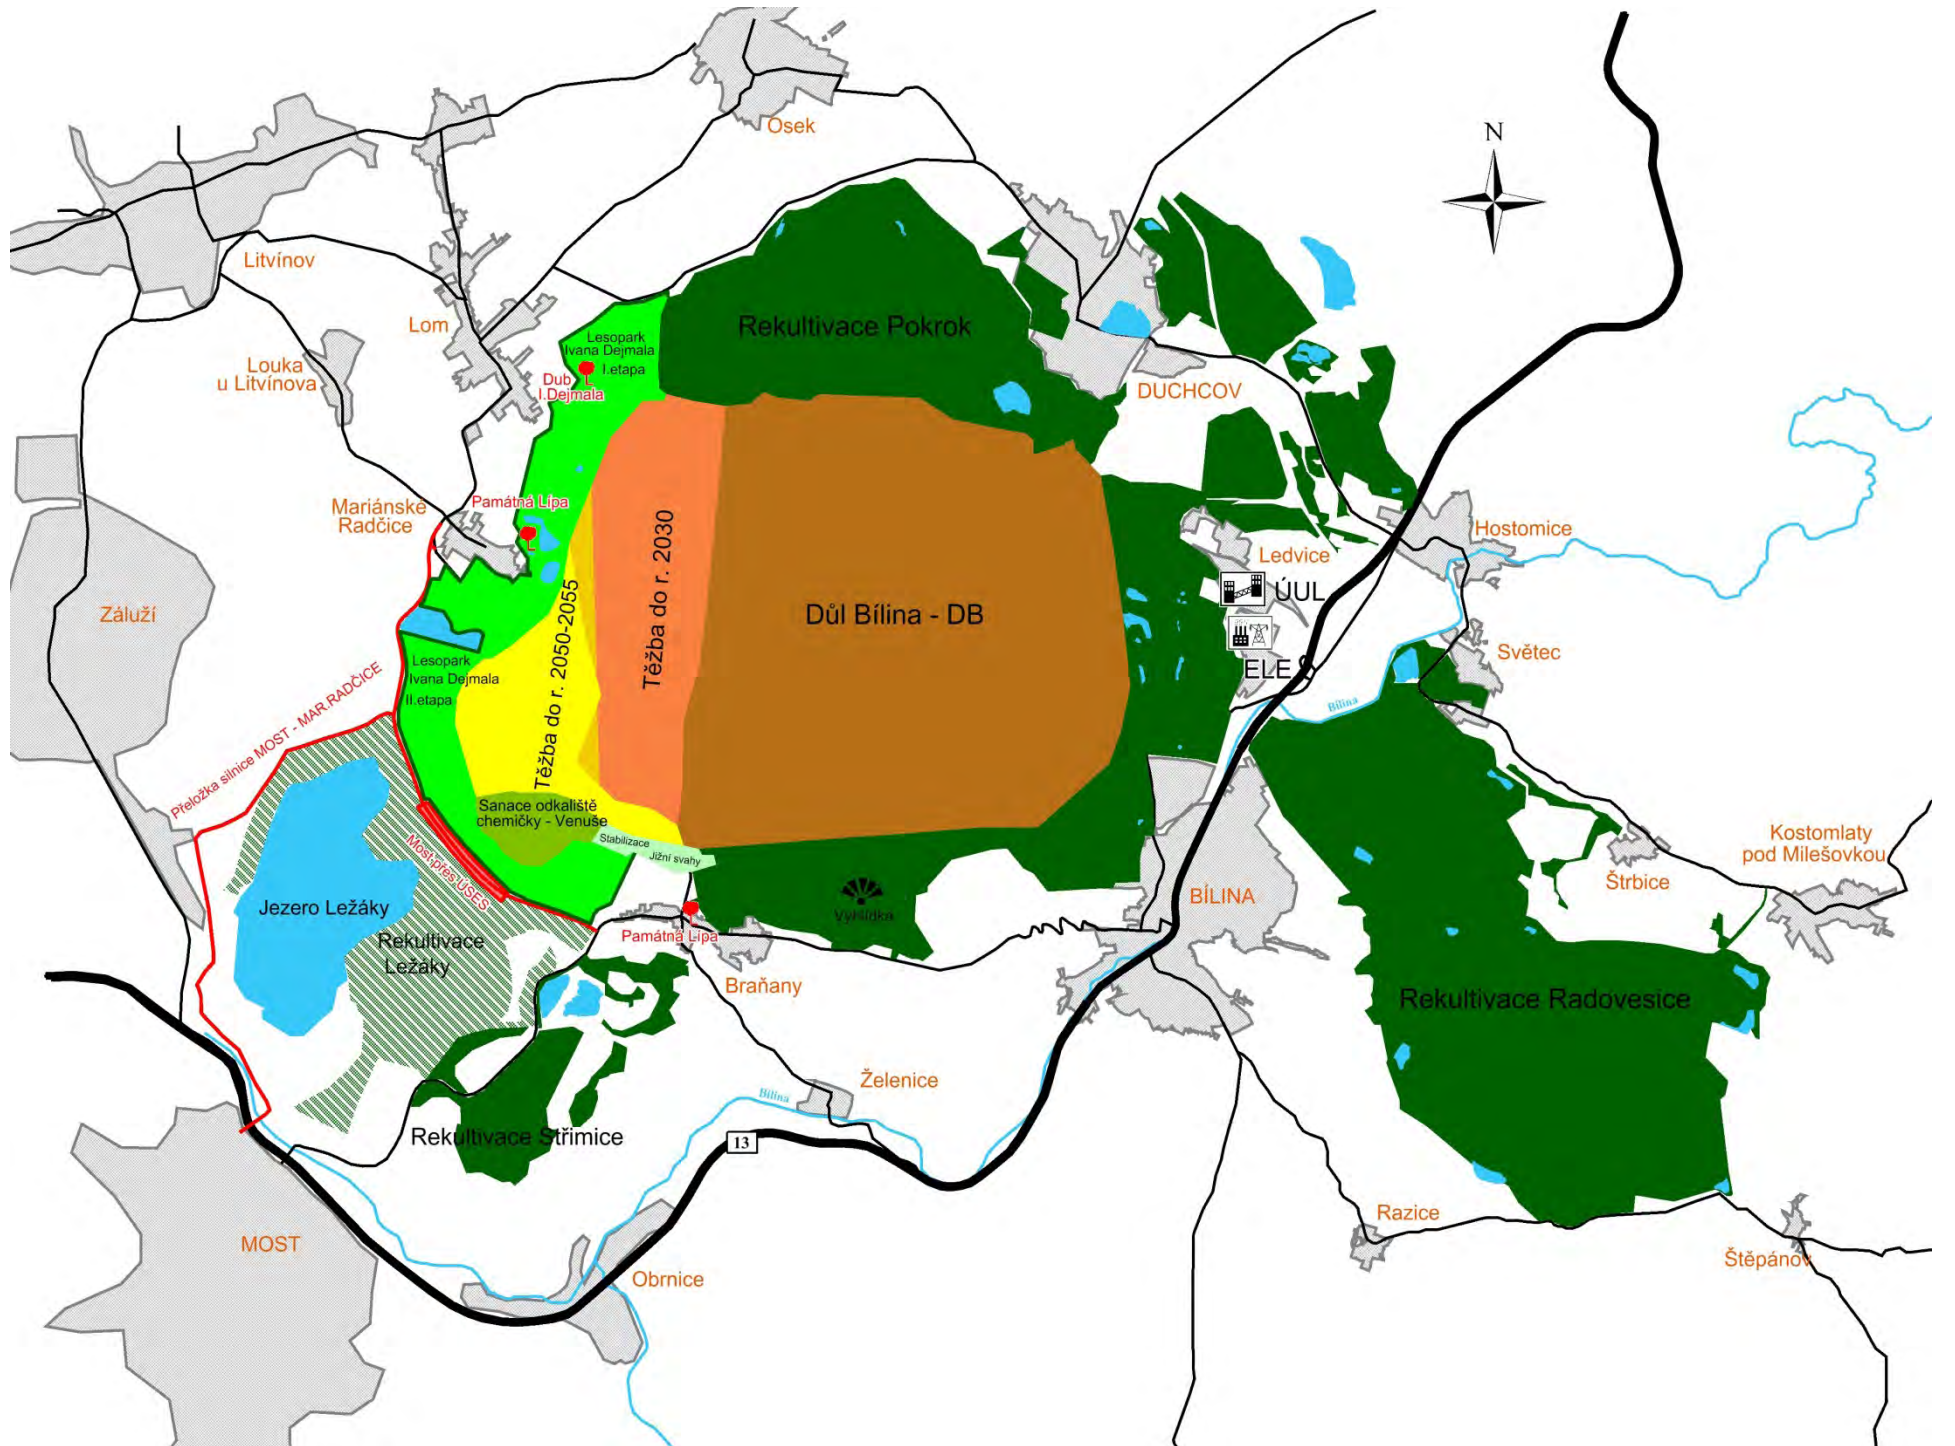 N
Osek
Litvínov
Lom
Louka
u Litvínova
Lesopark
Ivana Dejmala
I.etapa
Dub
I.Dejmala
Rekultivace Pokrok
DUCHCOV
Mariánské
Radčice
Památná Lípa
Hostomice
Ledvice
ÚUL
Záluží
Těžba do r. 2050-2055
Těžba do r. 2030
Důl Bílina - DB
ELE
Světec
Bílina
Lesopark
Ivana Dejmala
II.etapa
Přeložka silnice MOST - MAR.RADČICE
Sanace odkaliště
chemičky - Venuše
Stabilizace
Jižní svahy
Most přes ÚSES
Kostomlaty
pod Milešovkou
Štrbice
BÍLINA
Vyhlídka
Jezero Ležáky
Rekultivace
Ležáky
Památná Lípa
Braňany
Rekultivace Radovesice
Želenice
Bílina
Rekultivace Střimice
13
Razice
MOST
Obrnice
Štěpánov